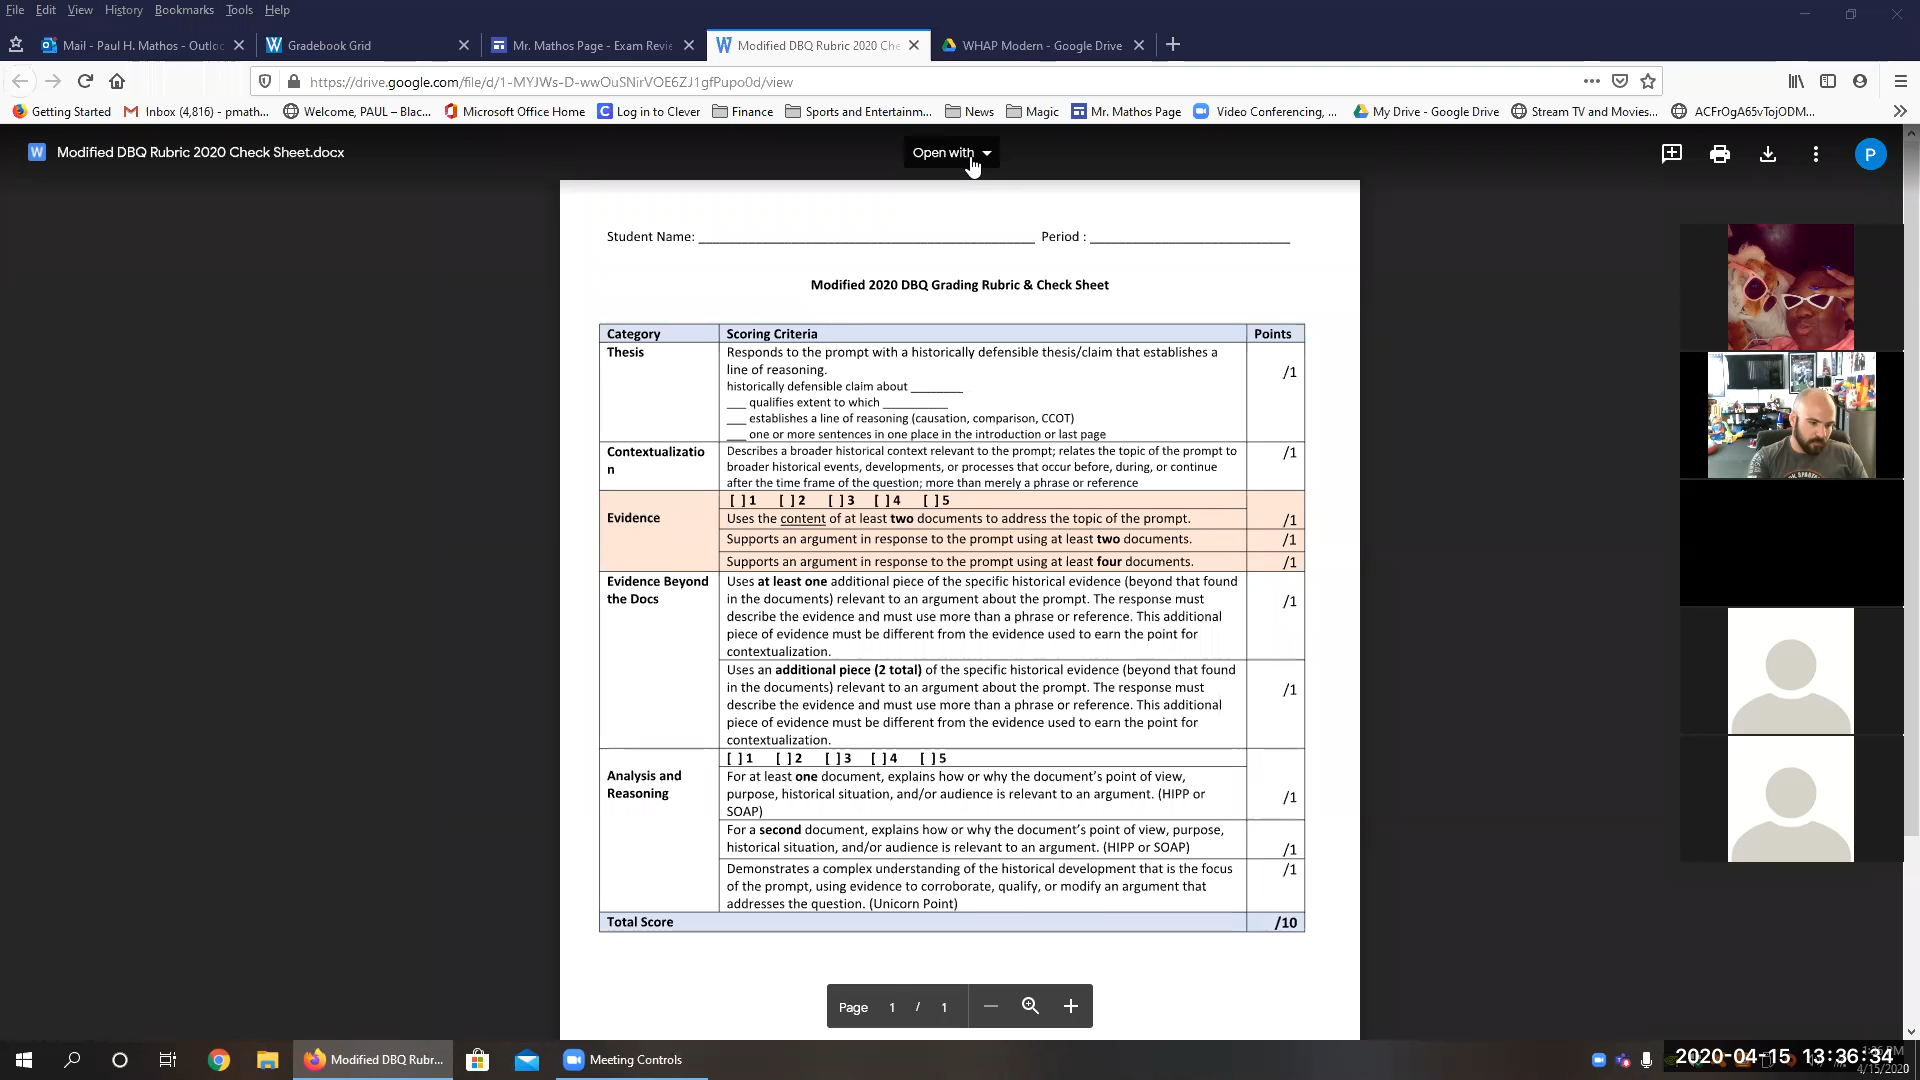 File Edit View History Bookmarks Tools Help
Mail - Paul H. Mathos - Outloo
Gradebook Grid
Mr. Mathos Page - Exam Revie
Modified DBQ Rubric 2020 Che
WHAP Modern - Google Drive
https://drive.google.com/file/d/1-MYJWs-D-wwOuSNirVOE6ZJ1gfPupo0d/view
Getting Started Inbox (4,816) - pmath... Welcome, PAUL – Blac... Microsoft Office Home Log in to Clever Finance Sports and Entertainm... News Magic Mr. Mathos Page Video Conferencing, ... My Drive - Google Drive Stream TV and Movies... ACFrOgA65vTojODM...
Modified DBQ Rubric 2020 Check Sheet.docx
Open with
P
Student Name: ____________________ Period : ____________________
Modified 2020 DBQ Grading Rubric & Check Sheet
Category Scoring Criteria Points
Thesis
Responds to the prompt with a historically defensible thesis/claim that establishes a
line of reasoning.
/1
historically defensible claim about ________
___ qualifies extent to which __________
___ establishes a line of reasoning (causation, comparison, CCOT)
___ one or more sentences in one place in the introduction or last page
Contextualizatio
n
Describes a broader historical context relevant to the prompt; relates the topic of the prompt to
broader historical events, developments, or processes that occur before, during, or continue
after the time frame of the question; more than merely a phrase or reference
/1
Evidence
[ ] 1 [ ] 2 [ ] 3 [ ] 4 [ ] 5
Uses the content of at least two documents to address the topic of the prompt. /1
Supports an argument in response to the prompt using at least two documents. /1
Supports an argument in response to the prompt using at least four documents. /1
Evidence Beyond
the Docs
Uses at least one additional piece of the specific historical evidence (beyond that found
in the documents) relevant to an argument about the prompt. The response must
describe the evidence and must use more than a phrase or reference. This additional
piece of evidence must be different from the evidence used to earn the point for
contextualization.
/1
Uses an additional piece (2 total) of the specific historical evidence (beyond that found
in the documents) relevant to an argument about the prompt. The response must
describe the evidence and must use more than a phrase or reference. This additional
piece of evidence must be different from the evidence used to earn the point for
contextualization.
/1
Analysis and
Reasoning
[ ] 1 [ ] 2 [ ] 3 [ ] 4 [ ] 5
For at least one document, explains how or why the document's point of view,
purpose, historical situation, and/or audience is relevant to an argument. (HIPP or
SOAP)
/1
For a second document, explains how or why the document's point of view, purpose,
historical situation, and/or audience is relevant to an argument. (HIPP or SOAP)
/1
Demonstrates a complex understanding of the historical development that is the focus
of the prompt, using evidence to corroborate, qualify, or modify an argument that
addresses the question. (Unicorn Point)
/1
Total Score /10
Page 1 / 1
Modified DBQ Rubr...
Meeting Controls
2020-04-15 13:36:34
4/15/2020